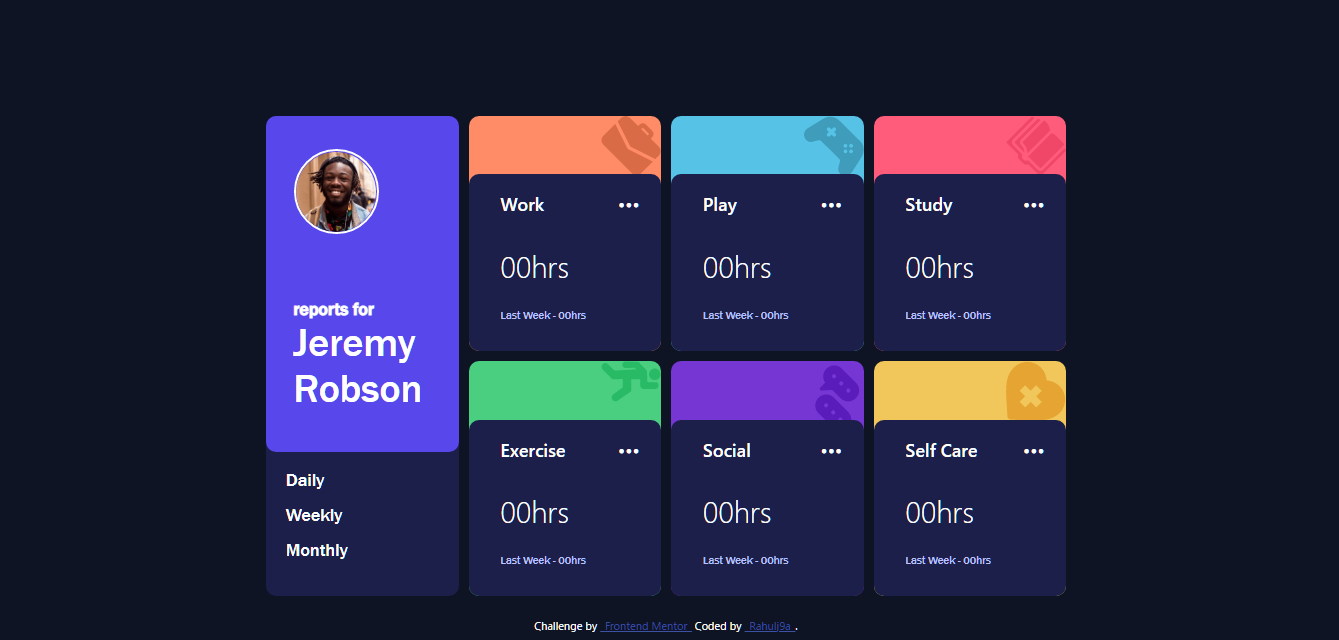 reports for
Jeremy
Robson
Daily
Weekly
Monthly
Work
00hrs
Last Week - 00hrs
Play
00hrs
Last Week - 00hrs
Study
00hrs
Last Week - 00hrs
Exercise
00hrs
Last Week - 00hrs
Social
00hrs
Last Week - 00hrs
Self Care
00hrs
Last Week - 00hrs
Challenge by Frontend Mentor Coded by Rahulj9a .